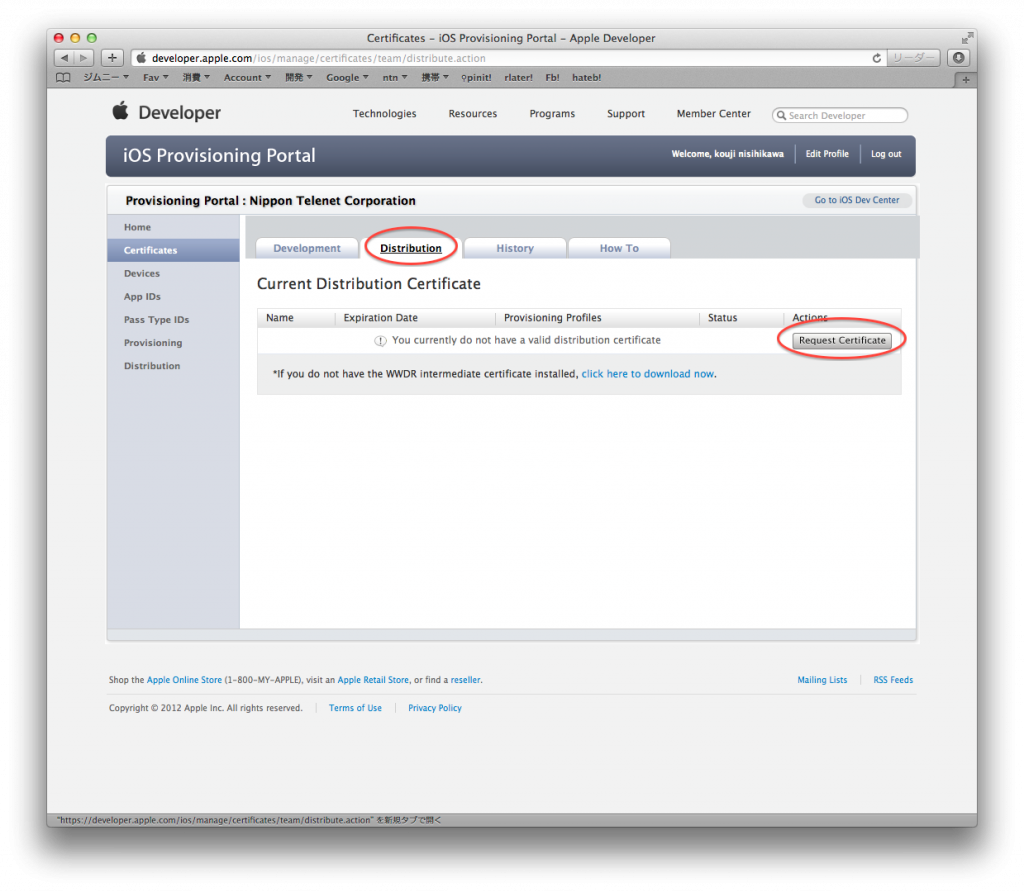 Certificates – iOS Provisioning Portal – Apple Developer
developer.apple.com/ios/manage/certificates/team/distribute.action
リーダー
ジムニー▼ Fav▼ 消費▼ Account▼ 開発▼ Google▼ ntn▼ 携帯▼ ♀pinit! rlater! Fb! hateb!
Developer
Technologies Resources Programs Support Member Center Search Developer
iOS Provisioning Portal
Welcome, kouji nisihikawa Edit Profile Log out
Provisioning Portal : Nippon Telenet Corporation
Go to iOS Dev Center
Home
Certificates
Devices
App IDs
Pass Type IDs
Provisioning
Distribution
Development Distribution History How To
Current Distribution Certificate
Name Expiration Date Provisioning Profiles Status Actions
You currently do not have a valid distribution certificate Request Certificate
*If you do not have the WWDR intermediate certificate installed, click here to download now.
Shop the Apple Online Store (1-800-MY-APPLE), visit an Apple Retail Store, or find a reseller.
Mailing Lists RSS Feeds
Copyright © 2012 Apple Inc. All rights reserved. Terms of Use Privacy Policy
"https://developer.apple.com/ios/manage/certificates/team/distribute.action" を新規タブで開く